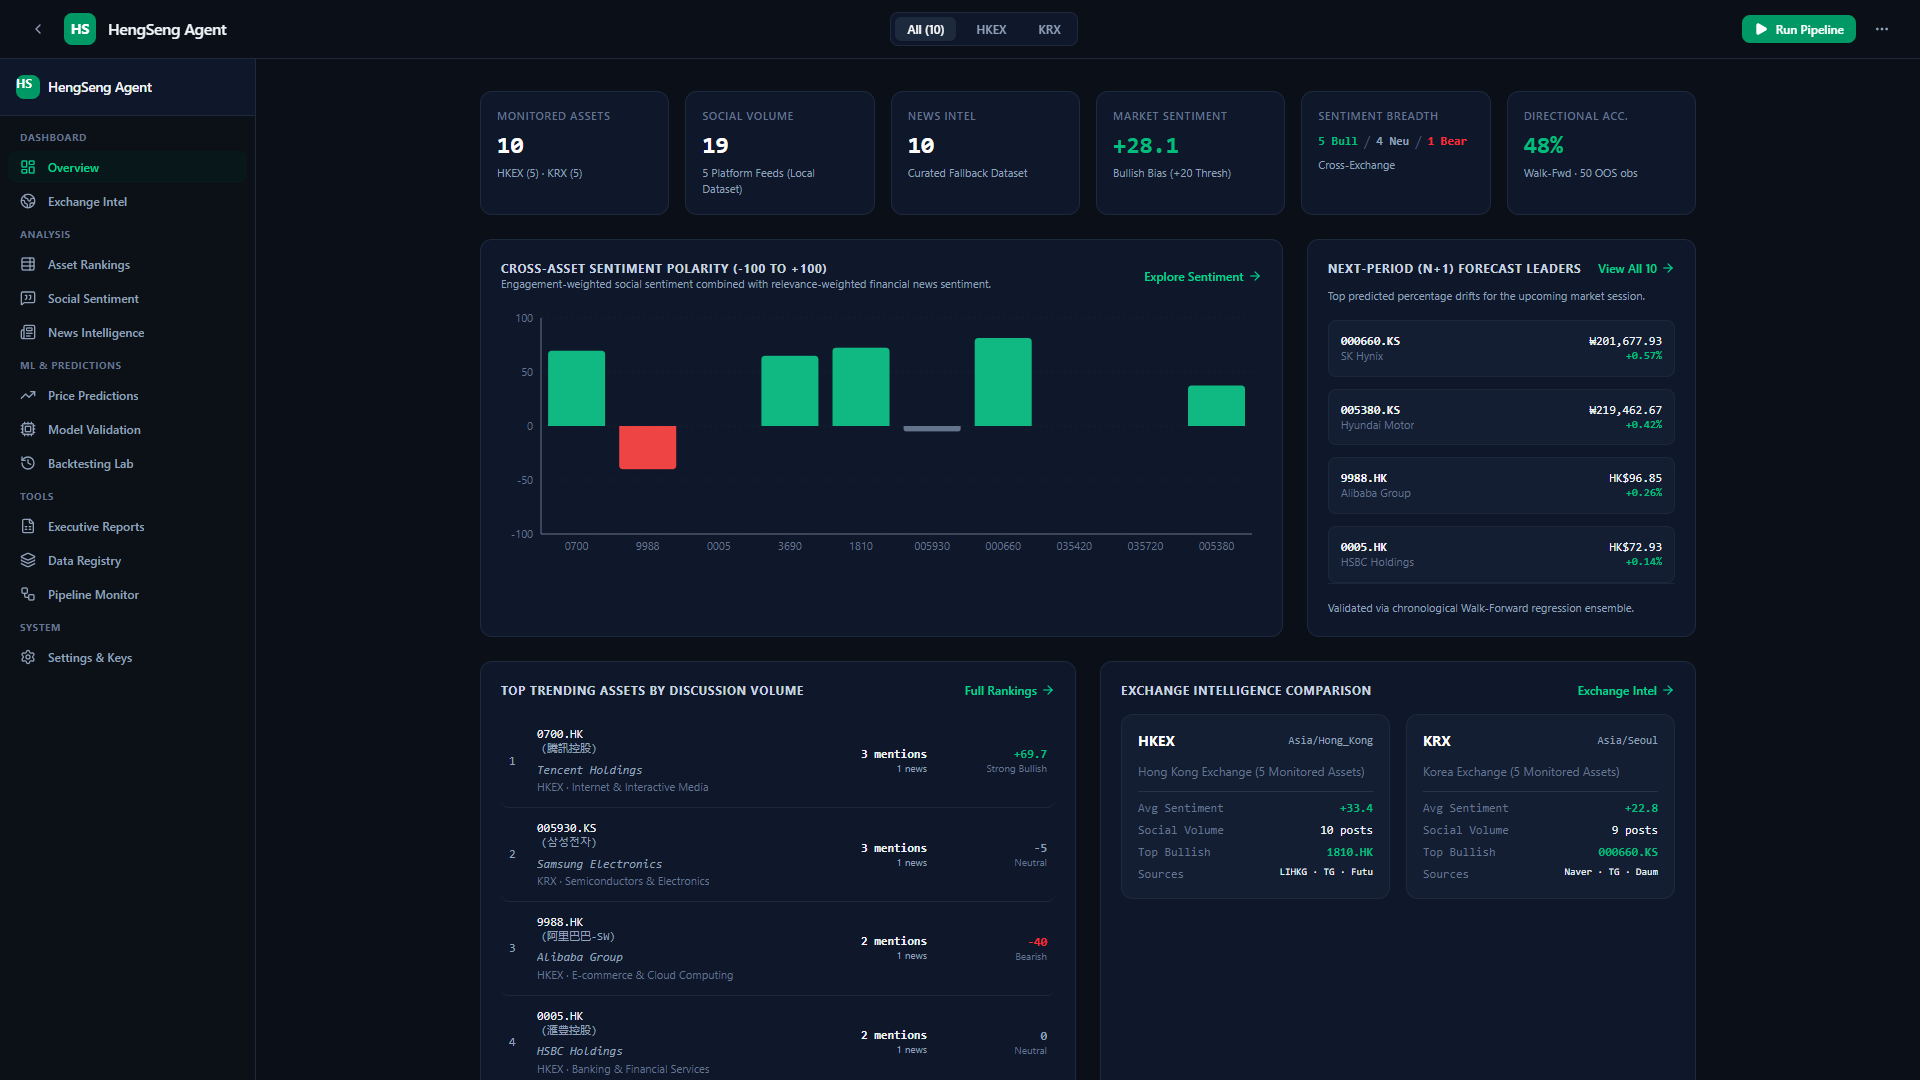 HS HengSeng Agent
All (10) HKEX KRX
Run Pipeline
HS HengSeng Agent
DASHBOARD
Overview
Exchange Intel
ANALYSIS
Asset Rankings
Social Sentiment
News Intelligence
ML & PREDICTIONS
Price Predictions
Model Validation
Backtesting Lab
TOOLS
Executive Reports
Data Registry
Pipeline Monitor
SYSTEM
Settings & Keys
MONITORED ASSETS
10
HKEX (5) · KRX (5)
SOCIAL VOLUME
19
5 Platform Feeds (Local
Dataset)
NEWS INTEL
10
Curated Fallback Dataset
MARKET SENTIMENT
+28.1
Bullish Bias (+20 Thresh)
SENTIMENT BREADTH
5 Bull / 4 Neu / 1 Bear
Cross-Exchange
DIRECTIONAL ACC.
48%
Walk-Fwd · 50 OOS obs
CROSS-ASSET SENTIMENT POLARITY (-100 TO +100)
Engagement-weighted social sentiment combined with relevance-weighted financial news sentiment.
Explore Sentiment →
100
50
0
-50
-100
0700 9988 0005 3690 1810 005930 000660 035420 035720 005380
NEXT-PERIOD (N+1) FORECAST LEADERS
View All 10 →
Top predicted percentage drifts for the upcoming market session.
000660.KS ₩201,677.93
SK Hynix +0.57%
005380.KS ₩219,462.67
Hyundai Motor +0.42%
9988.HK HK$96.85
Alibaba Group +0.26%
0005.HK HK$72.93
HSBC Holdings +0.14%
Validated via chronological Walk-Forward regression ensemble.
TOP TRENDING ASSETS BY DISCUSSION VOLUME
Full Rankings →
1
0700.HK
(騰訊控股)
Tencent Holdings
HKEX · Internet & Interactive Media
3 mentions
1 news
+69.7
Strong Bullish
2
005930.KS
(삼성전자)
Samsung Electronics
KRX · Semiconductors & Electronics
3 mentions
1 news
-5
Neutral
3
9988.HK
(阿里巴巴-SW)
Alibaba Group
HKEX · E-commerce & Cloud Computing
2 mentions
1 news
-40
Bearish
4
0005.HK
(滙豐控股)
HSBC Holdings
HKEX · Banking & Financial Services
2 mentions
1 news
0
Neutral
EXCHANGE INTELLIGENCE COMPARISON
Exchange Intel →
HKEX Asia/Hong_Kong
Hong Kong Exchange (5 Monitored Assets)
Avg Sentiment +33.4
Social Volume 10 posts
Top Bullish 1810.HK
Sources LIHKG · TG · Futu
KRX Asia/Seoul
Korea Exchange (5 Monitored Assets)
Avg Sentiment +22.8
Social Volume 9 posts
Top Bullish 000660.KS
Sources Naver · TG · Daum